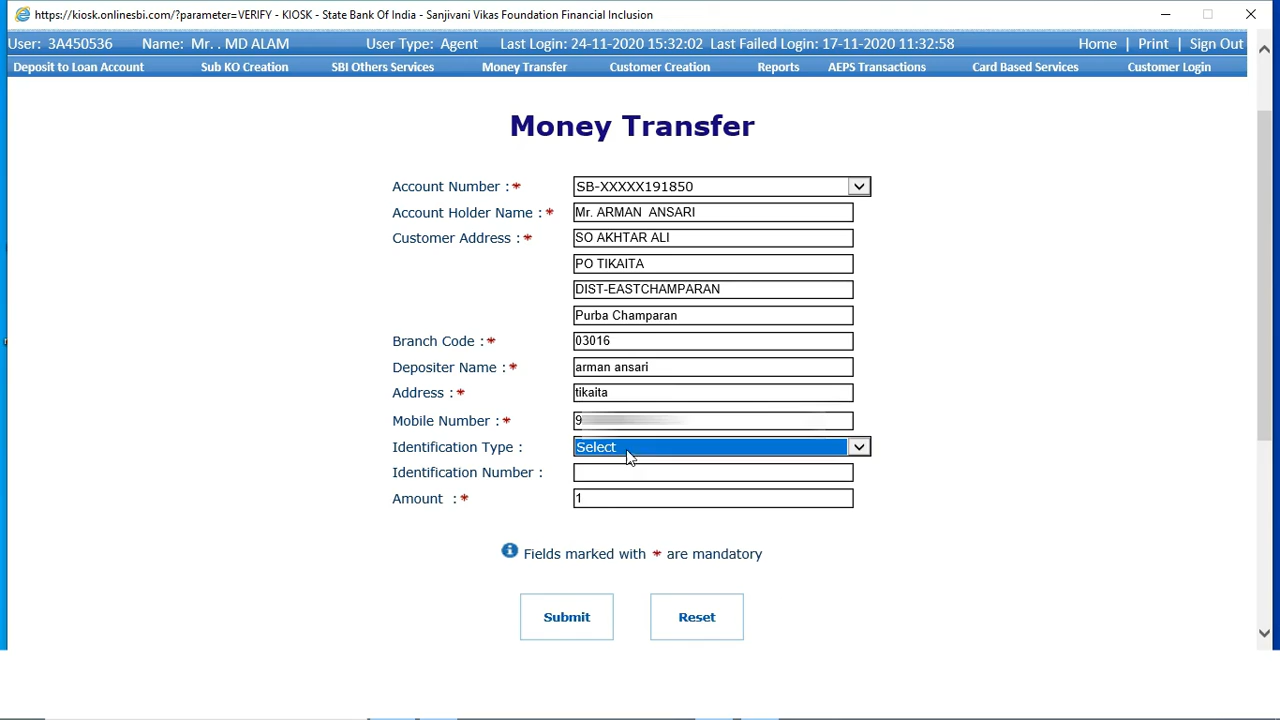 https://kiosk.onlinesbi.com/?parameter=VERIFY - KIOSK - State Bank Of India - Sanjivani Vikas Foundation Financial Inclusion
User: 3A450536 Name: Mr. . MD ALAM User Type: Agent Last Login: 24-11-2020 15:32:02 Last Failed Login: 17-11-2020 11:32:58 Home | Print | Sign Out
Deposit to Loan Account Sub KO Creation SBI Others Services Money Transfer Customer Creation Reports AEPS Transactions Card Based Services Customer Login
Money Transfer
Account Number : * SB-XXXXX191850
Account Holder Name : * Mr. ARMAN ANSARI
Customer Address : * SO AKHTAR ALI
PO TIKAITA
DIST-EASTCHAMPARAN
Purba Champaran
Branch Code : * 03016
Depositer Name : * arman ansari
Address : * tikaita
Mobile Number : * 9
Identification Type : Select
Identification Number :
Amount : * 1
Fields marked with * are mandatory
Submit Reset